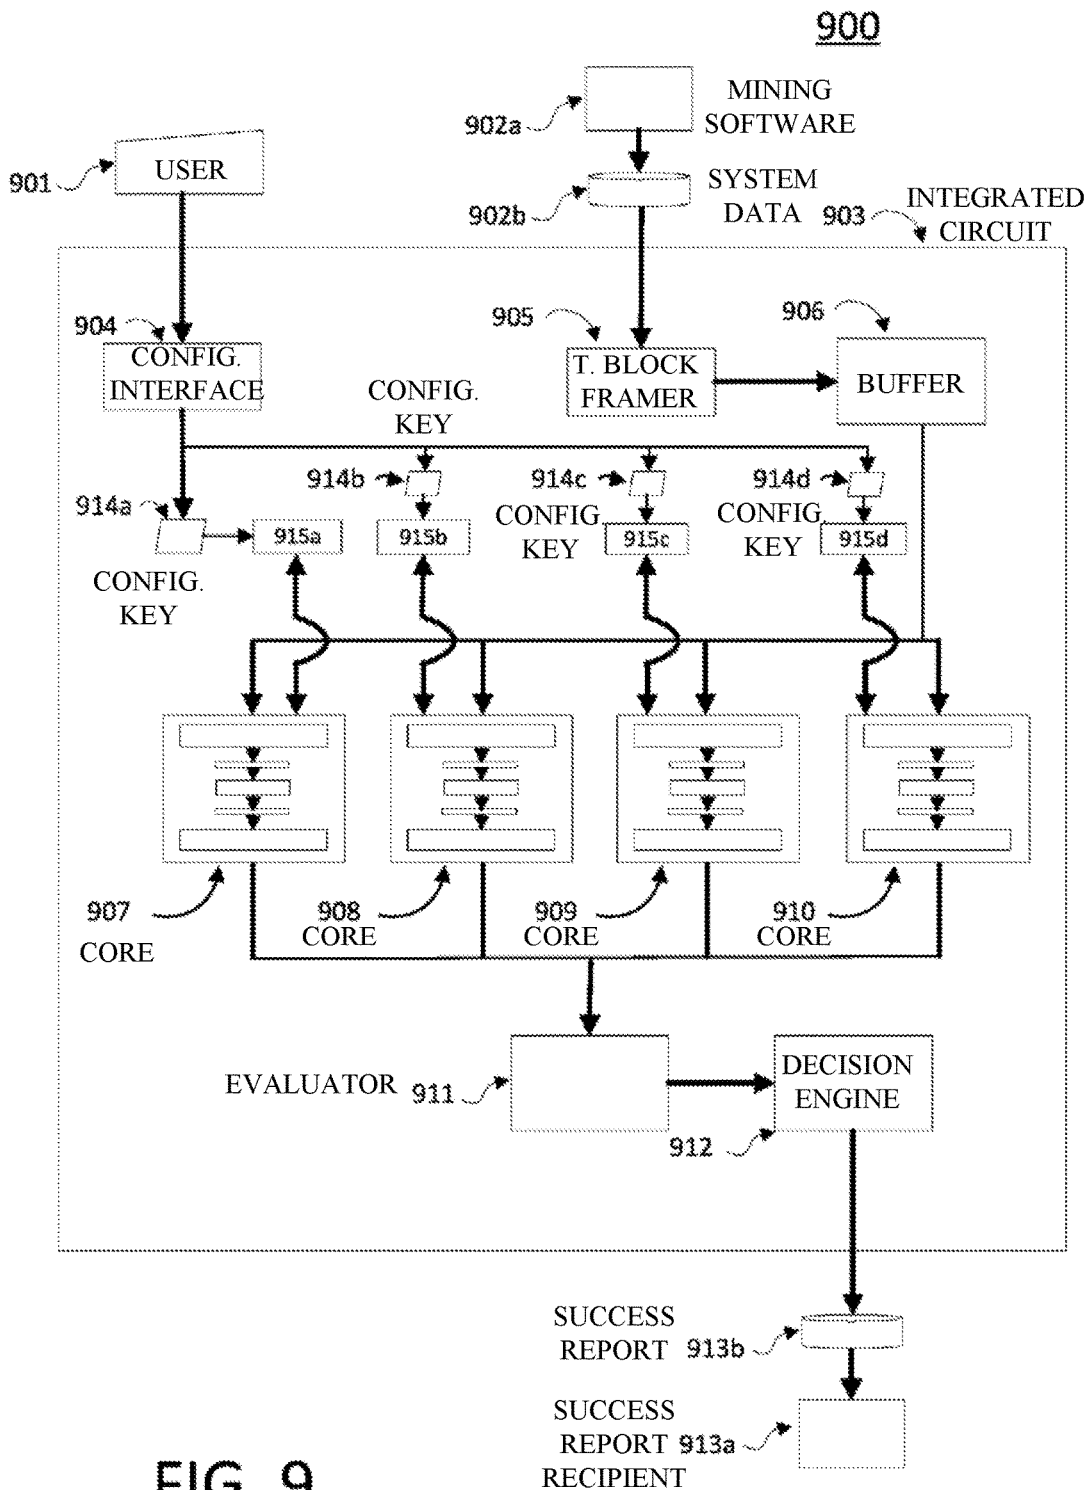 900
MINING
SOFTWARE
902a
USER
901
SYSTEM
DATA
902b
903
INTEGRATED
CIRCUIT
904
905
906
CONFIG.
INTERFACE
T. BLOCK
FRAMER
BUFFER
CONFIG.
KEY
914a
914b
914c
914d
CONFIG.
KEY
CONFIG.
KEY
915a
915b
915c
915d
CONFIG.
KEY
907
CORE
908
CORE
909
CORE
910
CORE
EVALUATOR 911
DECISION
ENGINE
912
SUCCESS
REPORT 913b
SUCCESS
REPORT 913a
RECIPIENT
FIG. 9